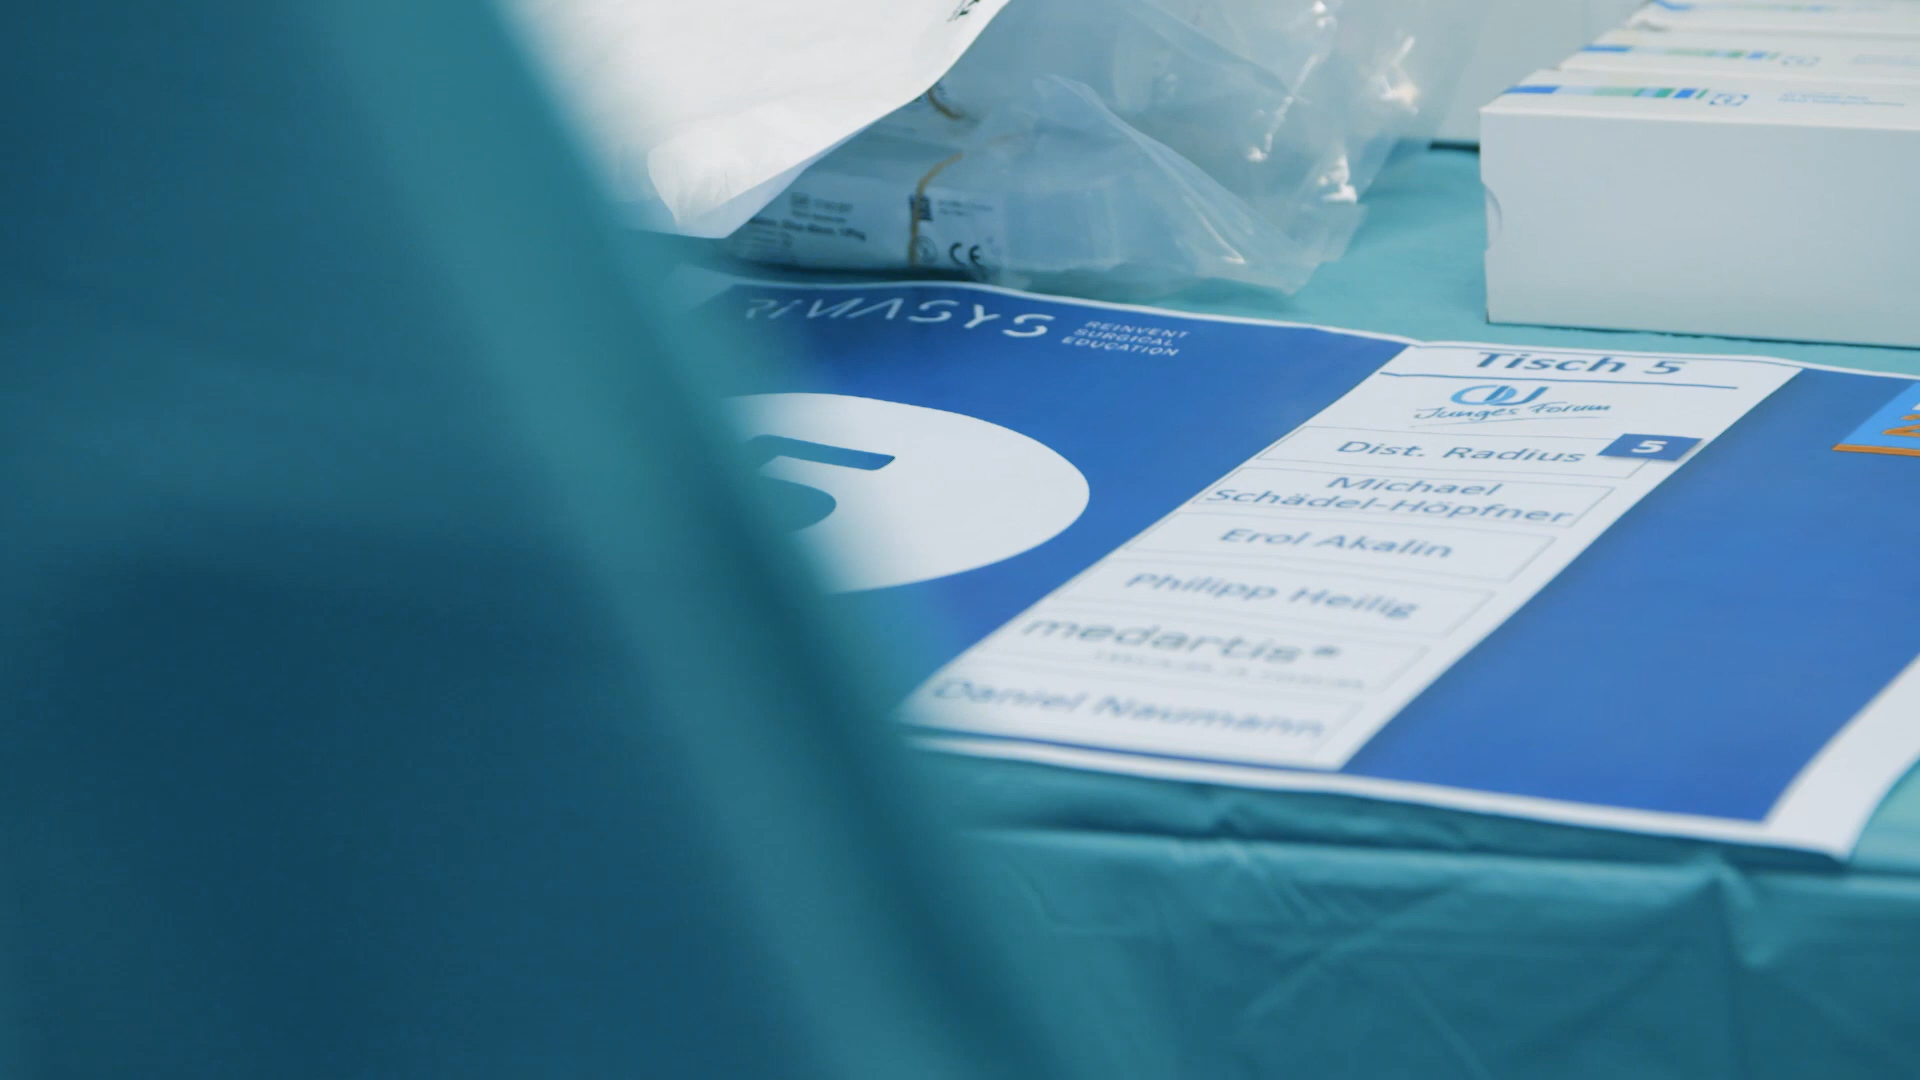 CE
RIMASYS
REINVENT
SURGICAL
EDUCATION
5
Tisch 5
Junges Forum
Dist. Radius
5
Michael
Schädel-Höpfner
Erol Akalin
Philipp Heilig
medartis®
Daniel Naumann